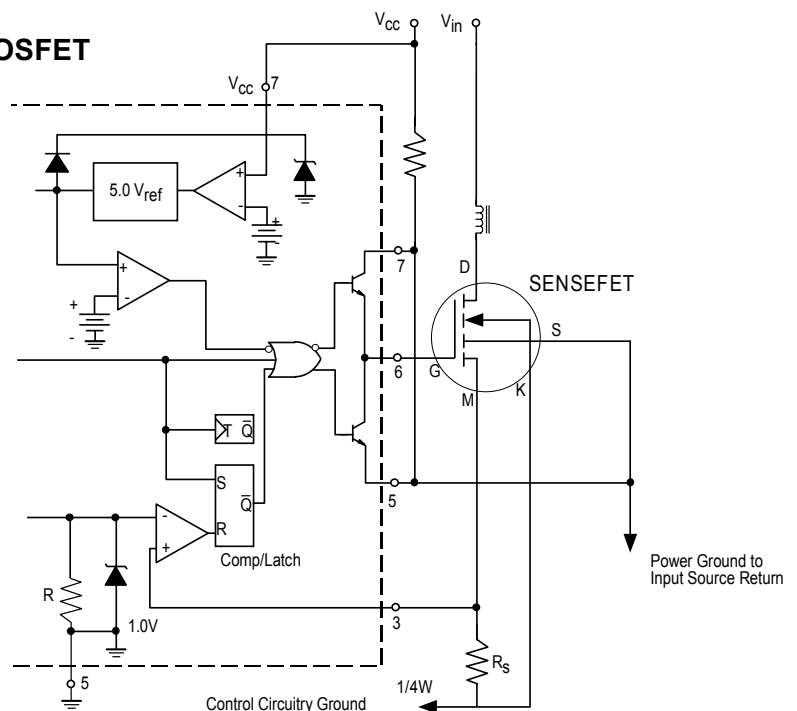 OSFET
Vcc
Vin
Vcc 7
+
-
5.0 Vref
+
-
+
-
+
-
7
D
SENSEFET
S
6
G
K
M
T Q̅
S
Q̅
R
5
-
+
Comp/Latch
Power Ground to
Input Source Return
R
1.0V
3
Rs
5
1/4W
Control Circuitry Ground